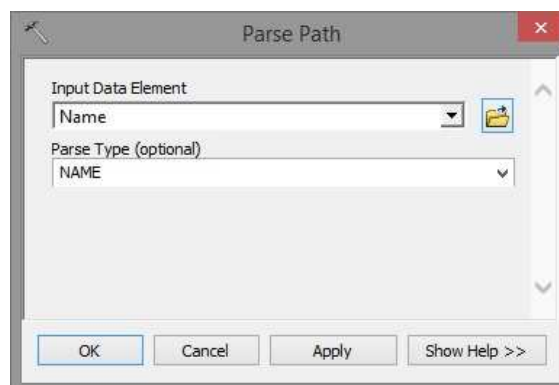 Parse Path
Input Data Element
Name
Parse Type (optional)
NAME
OK Cancel Apply Show Help >>